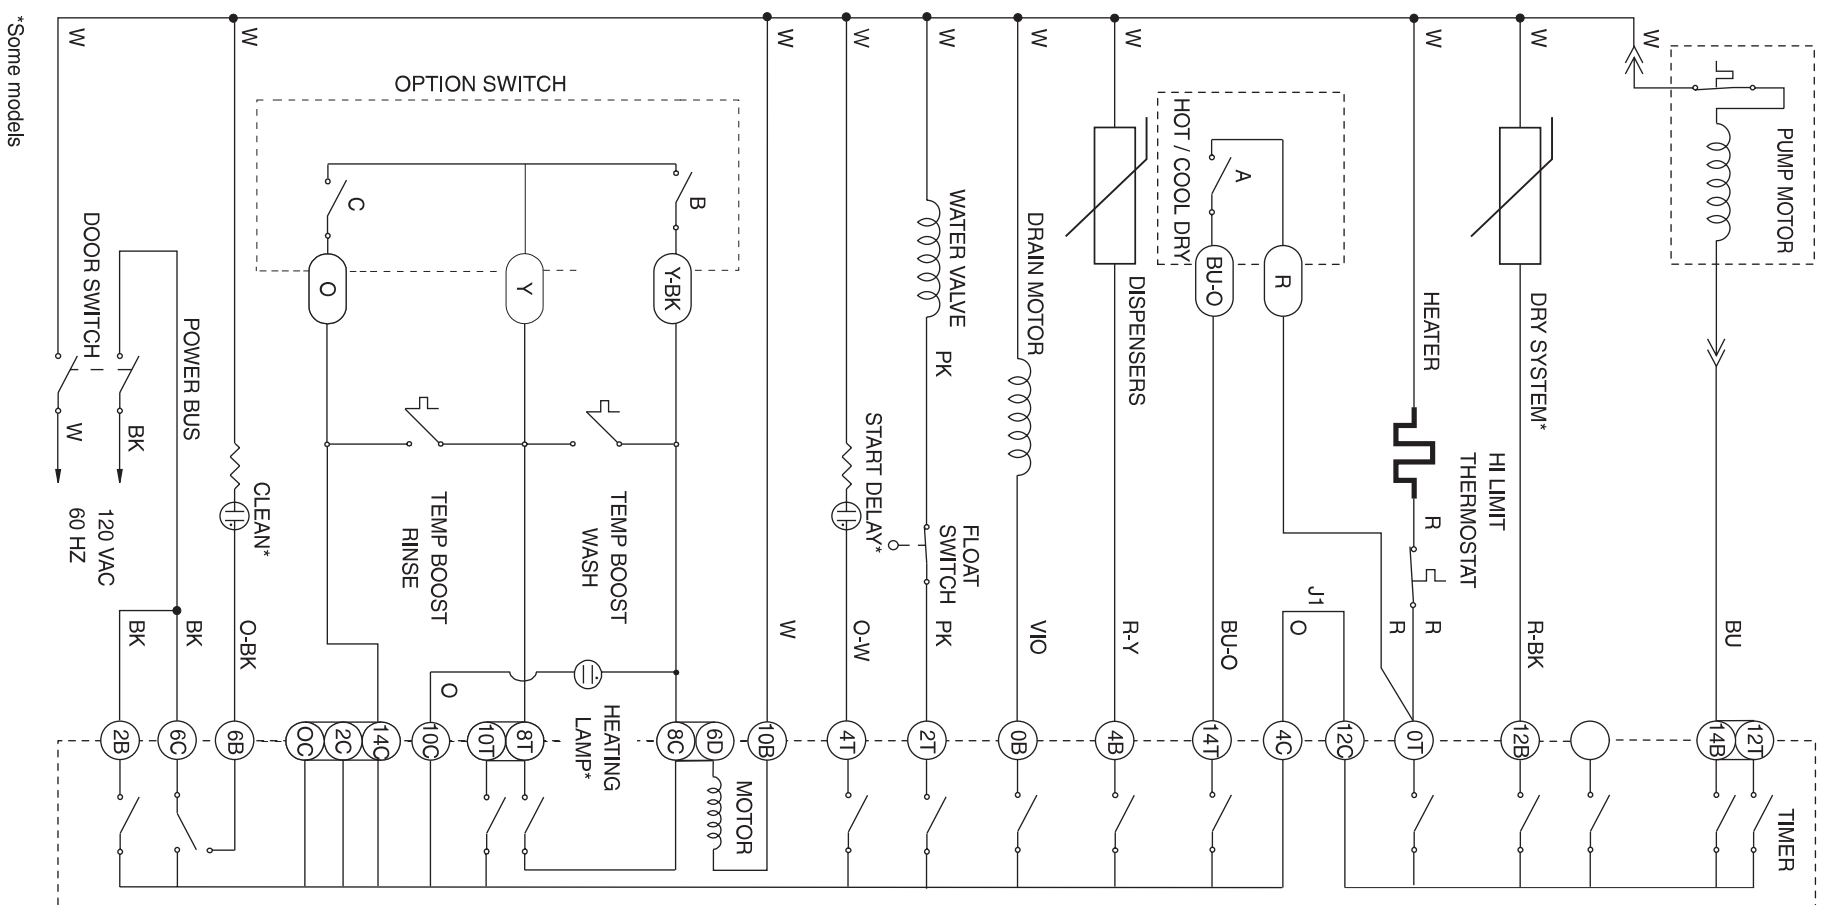 *Some models
W
W
W
W
W
W
W
W
W
W
OPTION SWITCH
PUMP MOTOR
HOT / COOL DRY
A
B
C
WATER VALVE
DRAIN MOTOR
DOOR SWITCH
O
Y
Y-BK
BU-O
R
DISPENSERS
HEATER
DRY SYSTEM*
POWER BUS
PK
W
BK
START DELAY*
HI LIMIT
THERMOSTAT
CLEAN*
120 VAC
60 HZ
TEMP BOOST
RINSE
TEMP BOOST
WASH
FLOAT
SWITCH
R
J1
O
BK
BK
O-BK
W
O-W
PK
VIO
R-Y
BU-O
R
R
R-BK
BU
O
HEATING
LAMP*
2B
6C
6B
OC
2C
14C
10C
10T
8T
8C
6D
10B
4T
2T
0B
4B
14T
4C
12C
0T
12B
14B
12T
MOTOR
TIMER